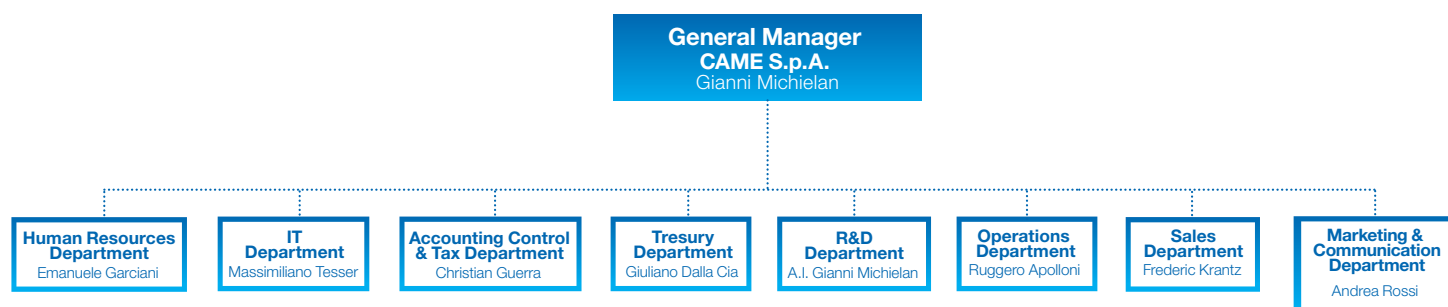 General Manager
CAME S.p.A.
Gianni Michielan
Human Resources
Department
Emanuele Garciani
IT
Department
Massimiliano Tesser
Accounting Control
& Tax Department
Christian Guerra
Tresury
Department
Giuliano Dalla Cia
R&D
Department
A.I. Gianni Michielan
Operations
Department
Ruggero Apolloni
Sales
Department
Frederic Krantz
Marketing &
Communication
Department
Andrea Rossi